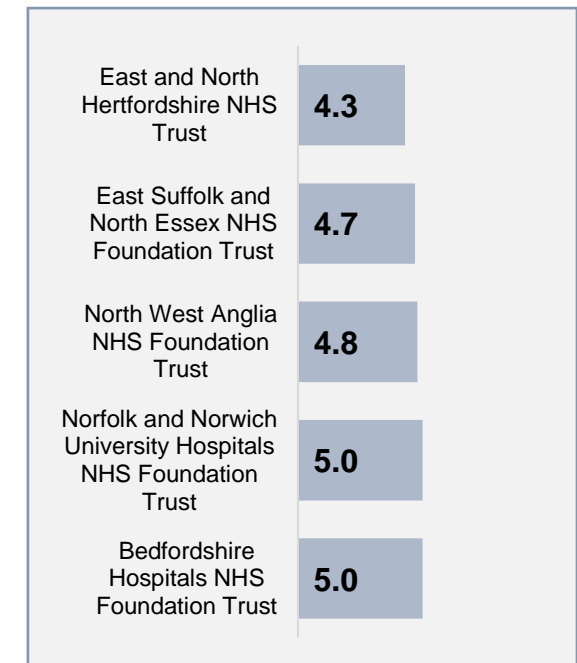 East and North
Hertfordshire NHS
Trust
4.3
East Suffolk and
North Essex NHS
Foundation Trust
4.7
North West Anglia
NHS Foundation
Trust
4.8
Norfolk and Norwich
University Hospitals
NHS Foundation
Trust
5.0
Bedfordshire
Hospitals NHS
Foundation Trust
5.0